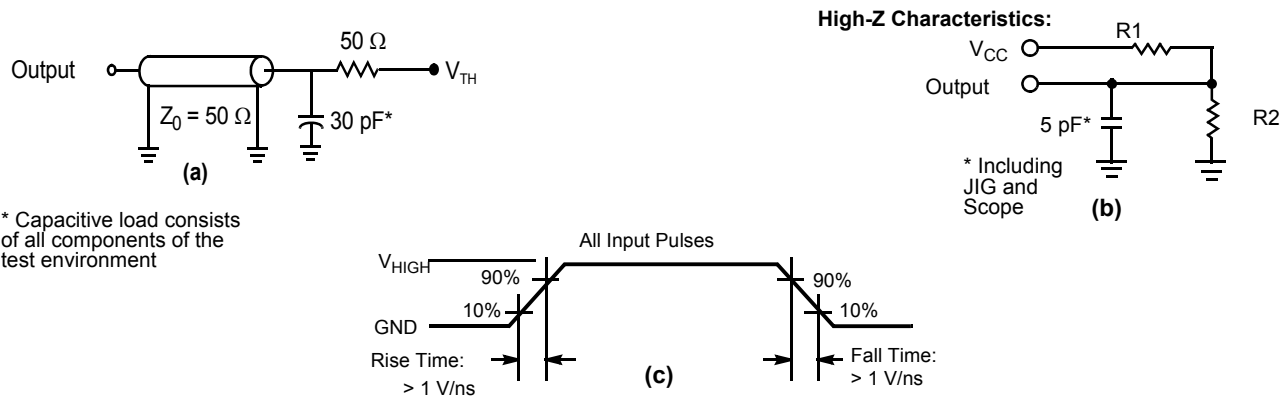 50 Ω
Output
V_TH
Z_0 = 50 Ω
30 pF*
(a)
* Capacitive load consists
of all components of the
test environment
High-Z Characteristics:
R1
V_CC
Output
5 pF*
R2
* Including
JIG and
Scope
(b)
All Input Pulses
V_HIGH
90%
90%
10%
10%
GND
Rise Time:
> 1 V/ns
(c)
Fall Time:
> 1 V/ns